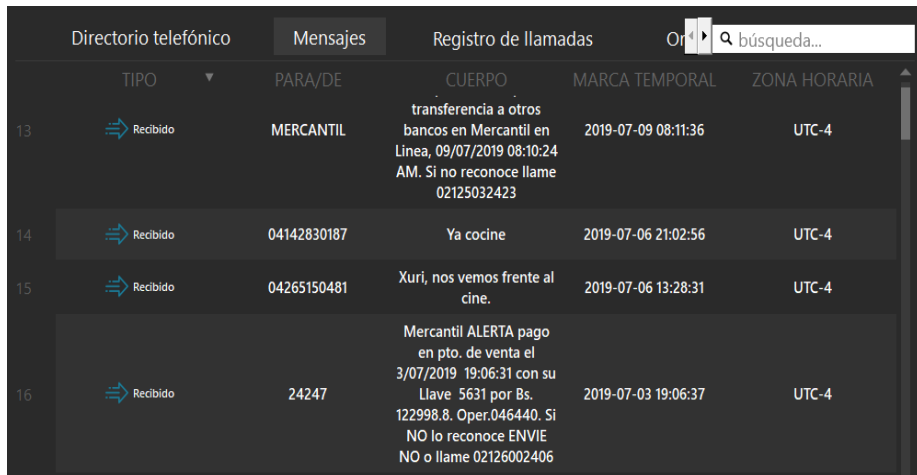 Directorio telefónico Mensajes Registro de llamadas Or búsqueda...
TIPO PARA/DE CUERPO MARCA TEMPORAL ZONA HORARIA
transferencia a otros
13 Recibido MERCANTIL bancos en Mercantil en 2019-07-09 08:11:36 UTC-4
Linea, 09/07/2019 08:10:24
AM. Si no reconoce llame
02125032423
14 Recibido 04142830187 Ya cocine 2019-07-06 21:02:56 UTC-4
Xuri, nos vemos frente al
15 Recibido 04265150481 cine. 2019-07-06 13:28:31 UTC-4
Mercantil ALERTA pago
en pto. de venta el
3/07/2019 19:06:31 con su
16 Recibido 24247 Llave 5631 por Bs. 2019-07-03 19:06:37 UTC-4
122998.8. Oper.046440. Si
NO lo reconoce ENVIE
NO o llame 02126002406